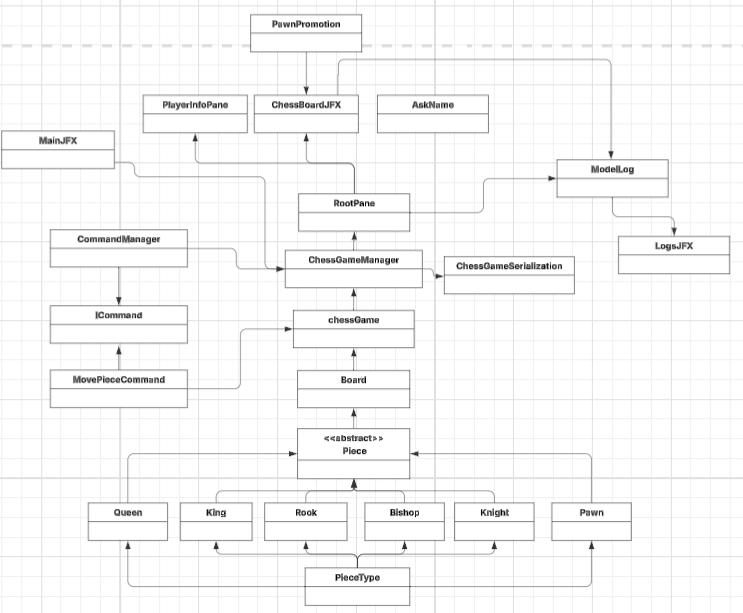 PawnPromotion
PlayerInfoPane
ChessBoardJFX
AskName
MainJFX
ModelLog
RootPane
CommandManager
ChessGameManager
LogsJFX
ChessGameSerialization
ICommand
chessGame
MovePieceCommand
Board
<<abstract>>
Piece
Queen
King
Rook
Bishop
Knight
Pawn
PieceType